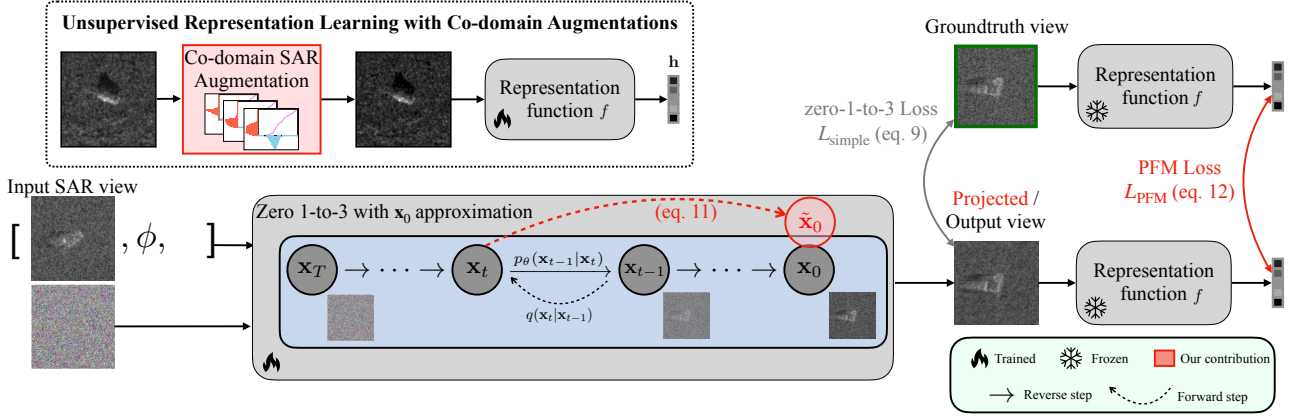 Unsupervised Representation Learning with Co-domain Augmentations
Co-domain SAR
Augmentation
Representation
function f
h
Groundtruth view
Representation
function f
zero-1-to-3 Loss
L_simple (eq. 9)
PFM Loss
L_PFM (eq. 12)
Input SAR view
[ , ϕ, ]
Zero 1-to-3 with x₀ approximation
(eq. 11)
x̃₀
x_T → ⋯ → x_t p_θ(x_{t−1}|x_t) x_{t−1} → ⋯ → x₀
q(x_t|x_{t−1})
Projected /
Output view
Representation
function f
Trained
Frozen
Our contribution
Reverse step
Forward step